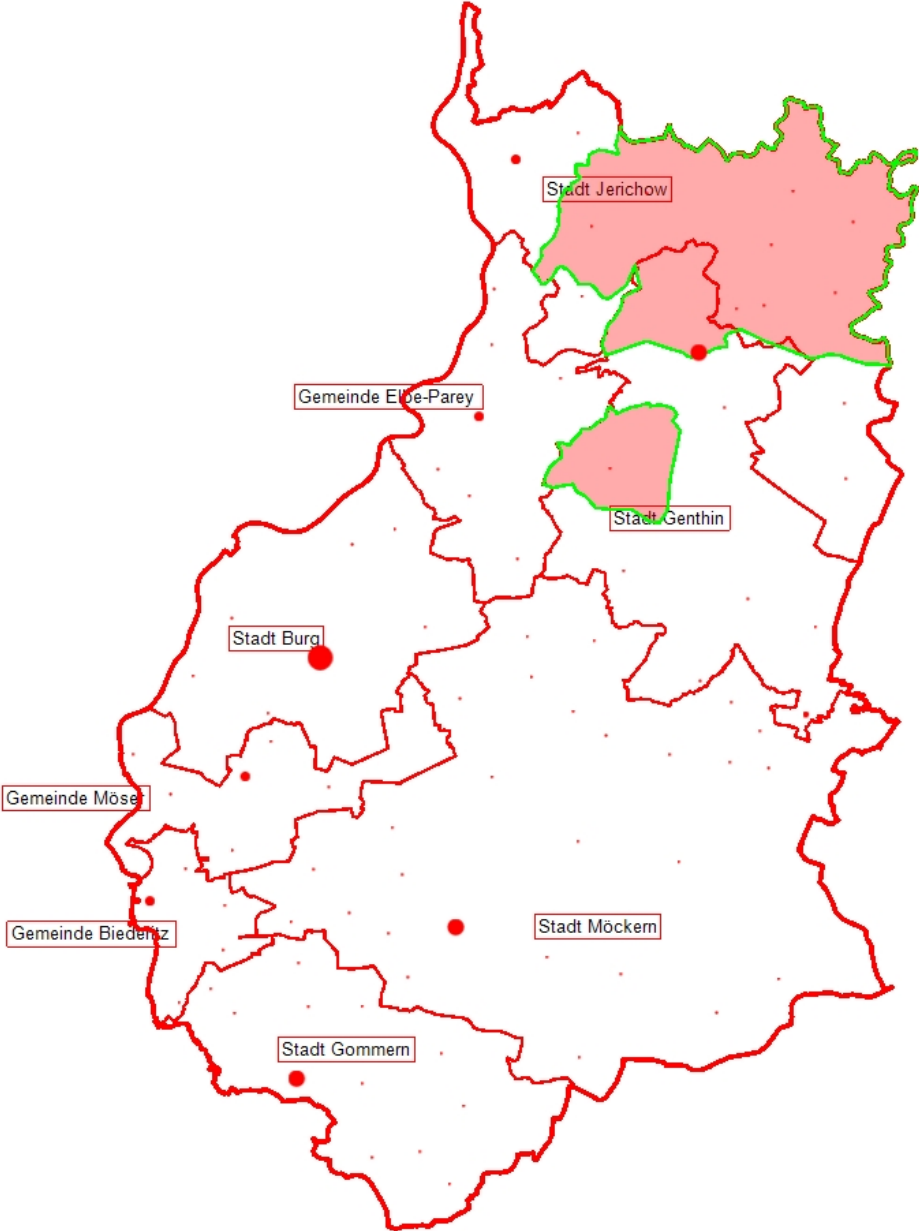 Stadt Jerichow
Gemeinde Elbe-Parey
Stadt Genthin
Stadt Burg
Gemeinde Möser
Stadt Möckern
Gemeinde Biederitz
Stadt Gommern